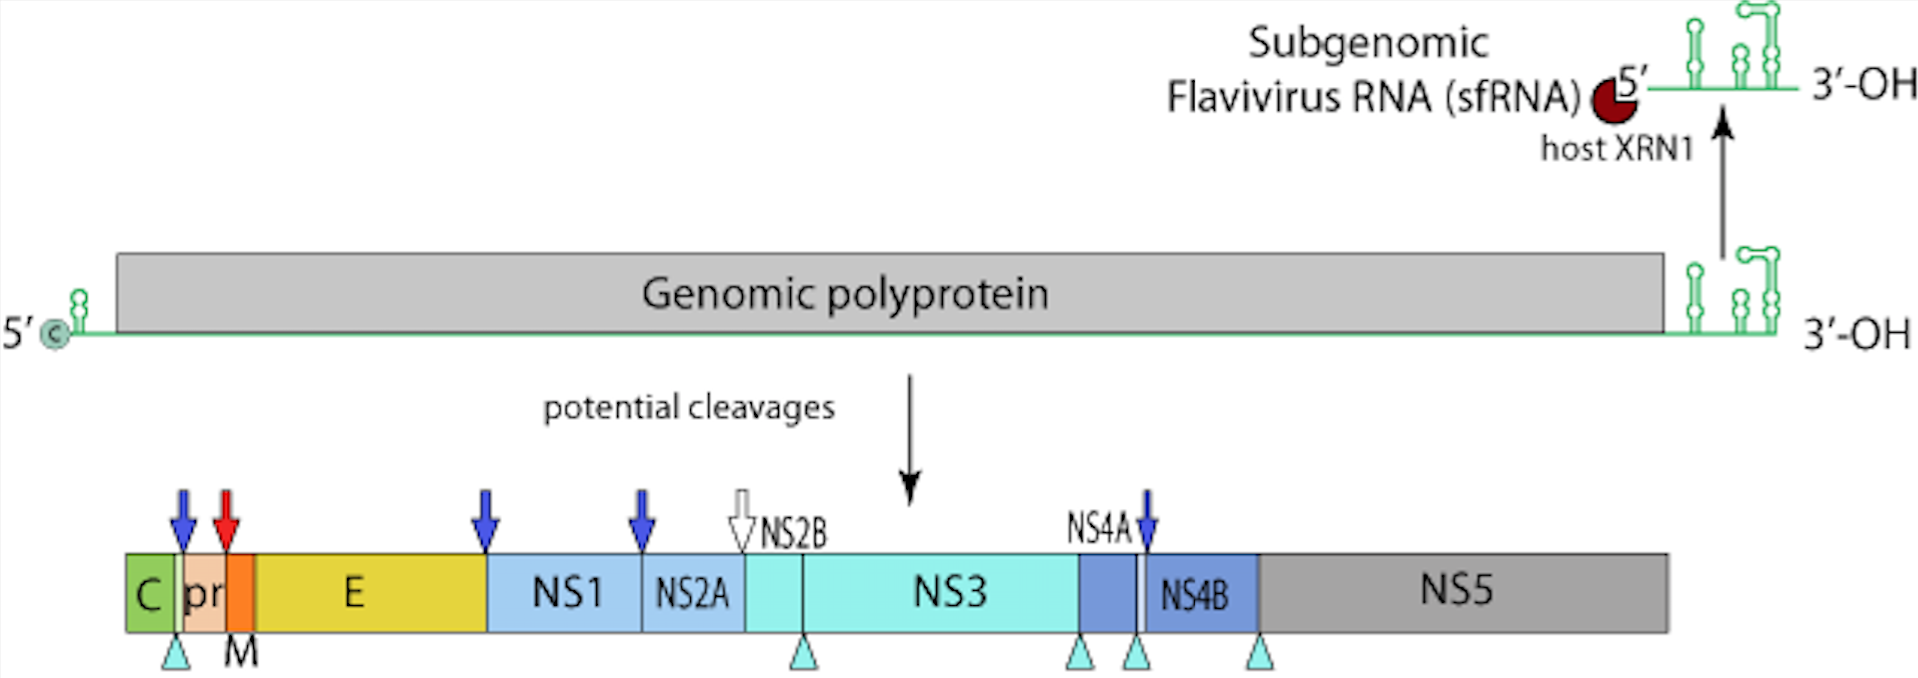 Subgenomic
Flavivirus RNA (sfRNA)
5′
3′-OH
host XRN1
Genomic polyprotein
5′ C
3′-OH
potential cleavages
NS2B
NS4A
C pr E NS1 NS2A NS3 NS4B NS5
M